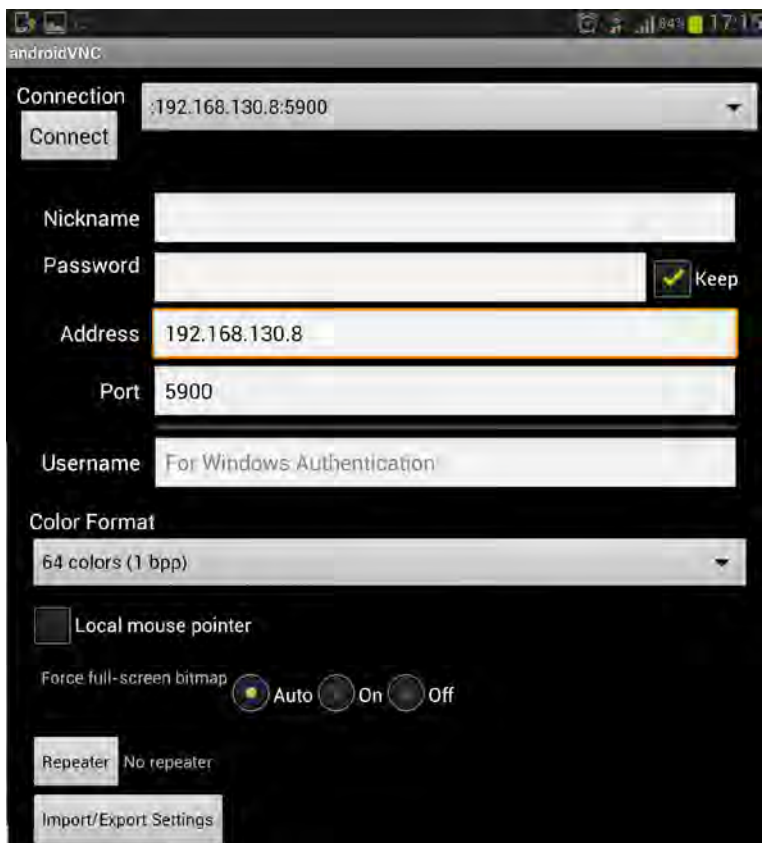 84% 17:15
androidVNC
Connection
:192.168.130.8:5900
Connect
Nickname
Password
Keep
Address 192.168.130.8
Port 5900
Username For Windows Authentication
Color Format
64 colors (1 bpp)
Local mouse pointer
Force full-screen bitmap Auto On Off
Repeater No repeater
Import/Export Settings